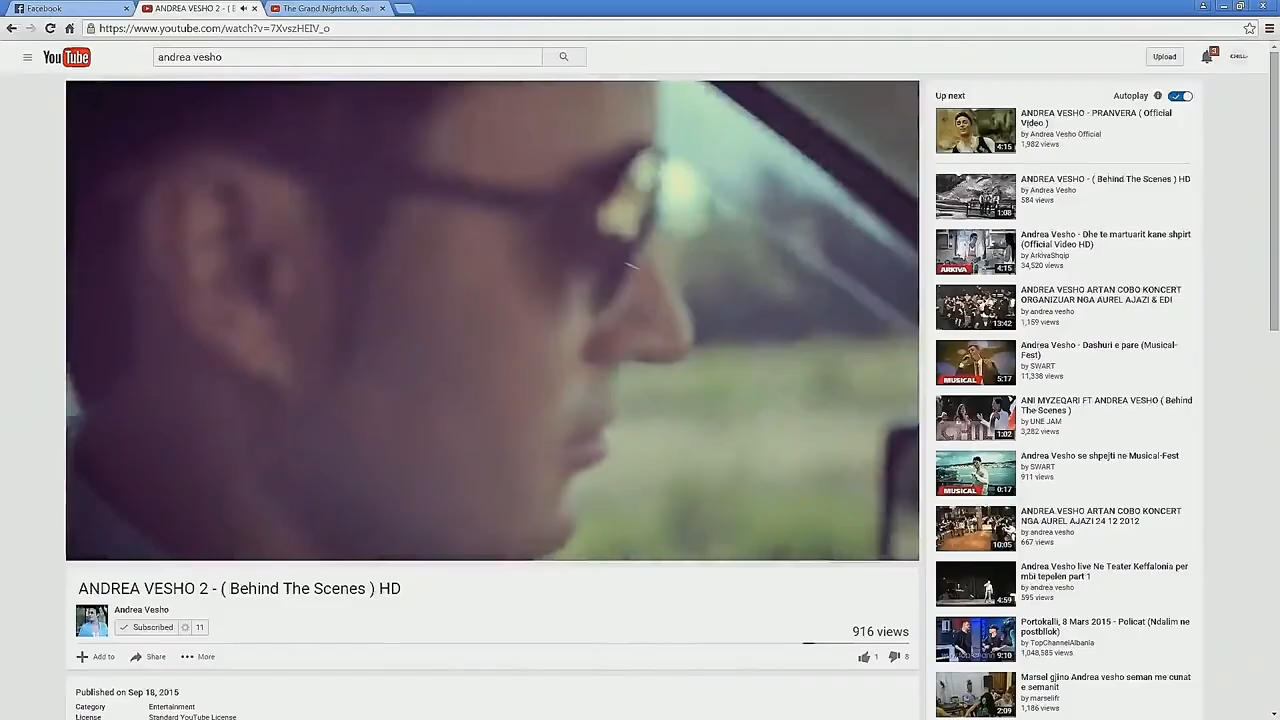 Facebook
ANDREA VESHO 2 - ( B
The Grand Nightclub, San
https://www.youtube.com/watch?v=7XvszHEIV_o
YouTube
andrea vesho
Upload
3
CHILL
Up next
Autoplay
ANDREA VESHO - PRANVERA ( Official
Video )
by Andrea Vesho Official
1,982 views
4:15
ANDREA VESHO - ( Behind The Scenes ) HD
by Andrea Vesho
584 views
1:08
Andrea Vesho - Dhe te martuarit kane shpirt
(Official Video HD)
by ArkivaShqip
34,520 views
ARKIVA
4:15
ANDREA VESHO ARTAN COBO KONCERT
ORGANIZUAR NGA AUREL AJAZI & EDI
by andrea vesho
1,159 views
13:42
Andrea Vesho - Dashuri e pare (Musical-
Fest)
by SWART
11,338 views
MUSICAL
5:17
ANI MYZEQARI FT ANDREA VESHO ( Behind
The Scenes )
by UNE JAM
3,282 views
1:02
Andrea Vesho se shpejti ne Musical-Fest
by SWART
911 views
MUSICAL
0:17
ANDREA VESHO ARTAN COBO KONCERT
NGA AUREL AJAZI 24 12 2012
by andrea vesho
667 views
10:05
Andrea Vesho live Ne Teater Keffalonia per
mbi tepelen part 1
by andrea vesho
595 views
4:59
Portokalli, 8 Mars 2015 - Policat (Ndalim ne
postbllok)
by TopChannelAlbania
1,048,585 views
9:10
Marsel gjino Andrea vesho seman me cunat
e semanit
by marselifr
1,186 views
2:09
ANDREA VESHO 2 - ( Behind The Scenes ) HD
Andrea Vesho
Subscribed
11
916 views
Add to
Share
More
1
8
Published on Sep 18, 2015
Category
Entertainment
License
Standard YouTube License